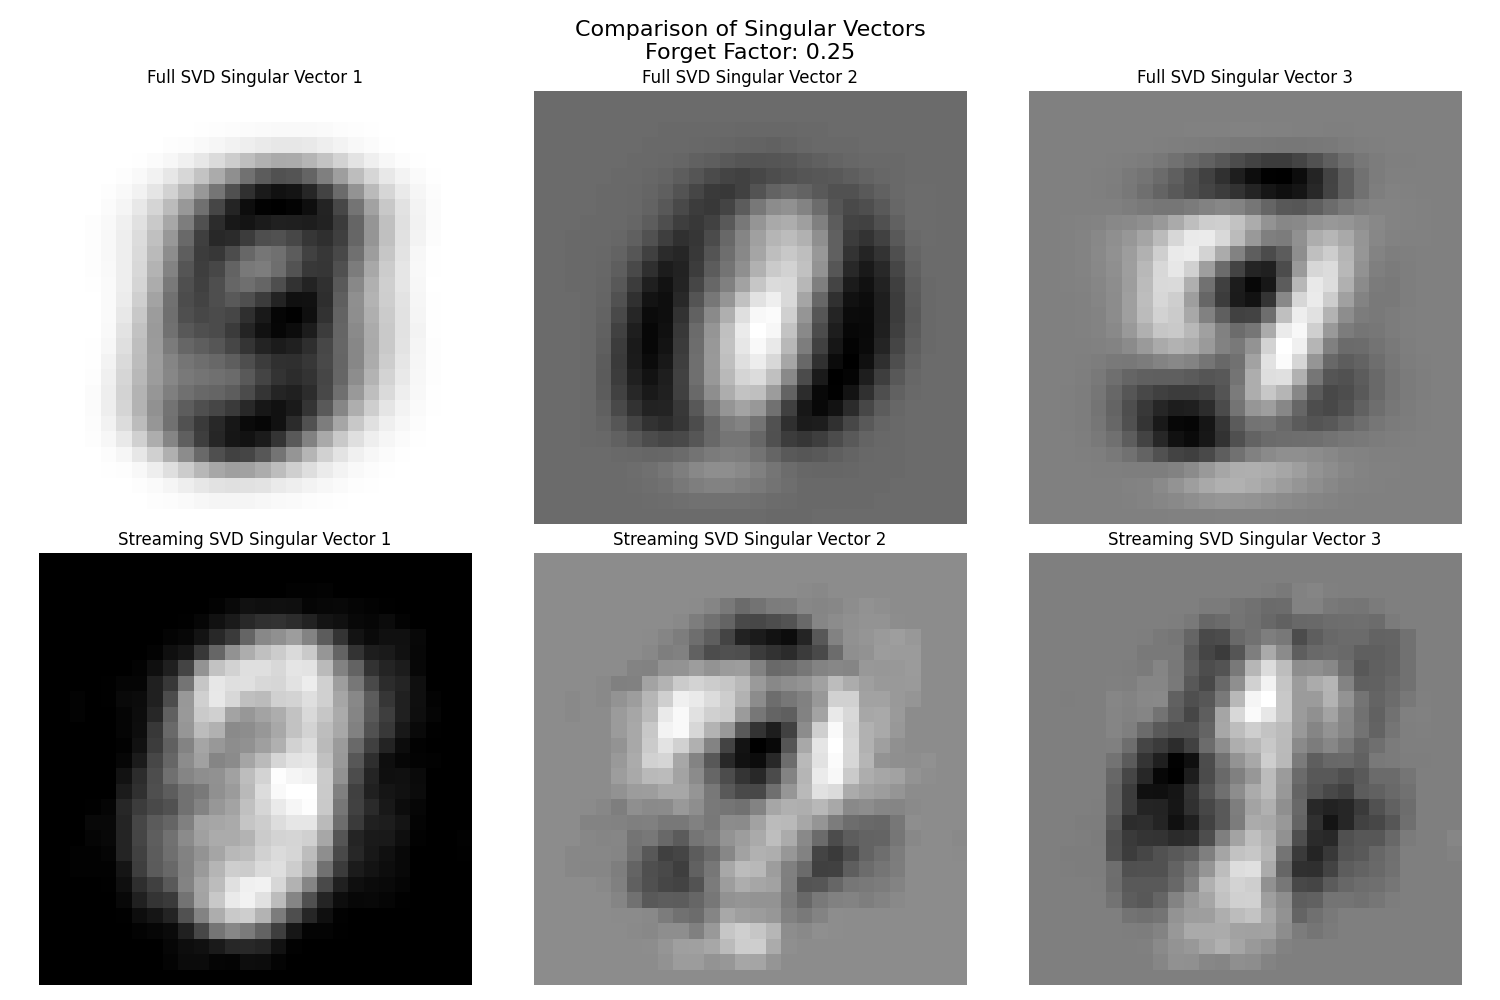 Comparison of Singular Vectors
Forget Factor: 0.25
Full SVD Singular Vector 1
Full SVD Singular Vector 2
Full SVD Singular Vector 3
Streaming SVD Singular Vector 1
Streaming SVD Singular Vector 2
Streaming SVD Singular Vector 3